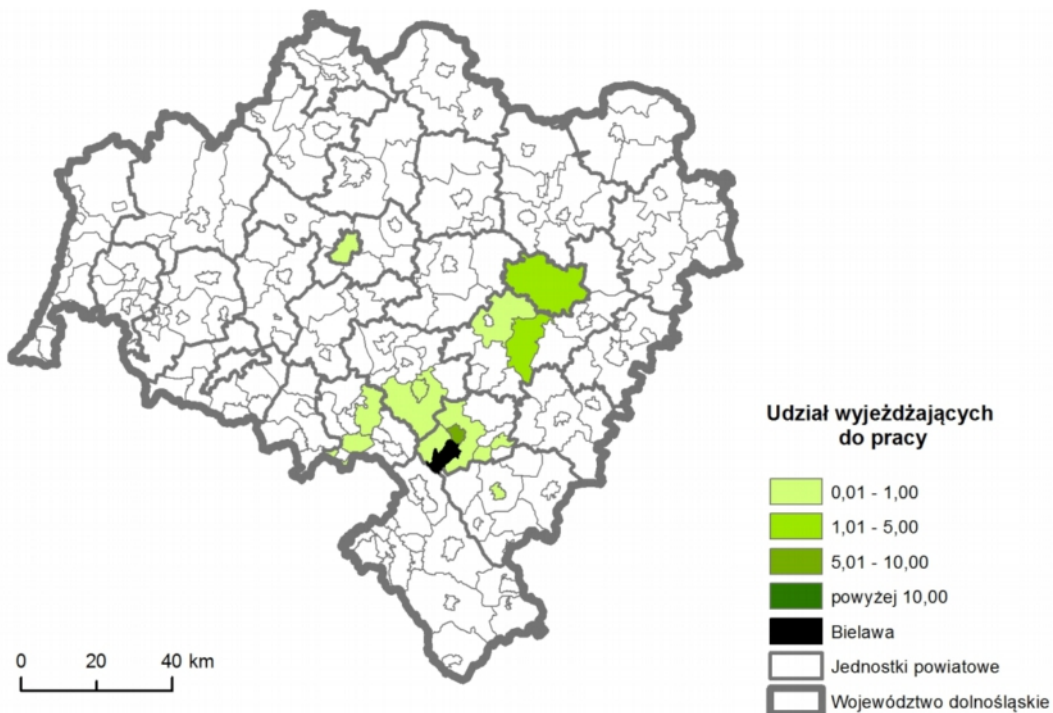 Udział wyjeżdżających
do pracy
0,01 - 1,00
1,01 - 5,00
5,01 - 10,00
powyżej 10,00
Bielawa
Jednostki powiatowe
Województwo dolnośląskie
0 20 40 km